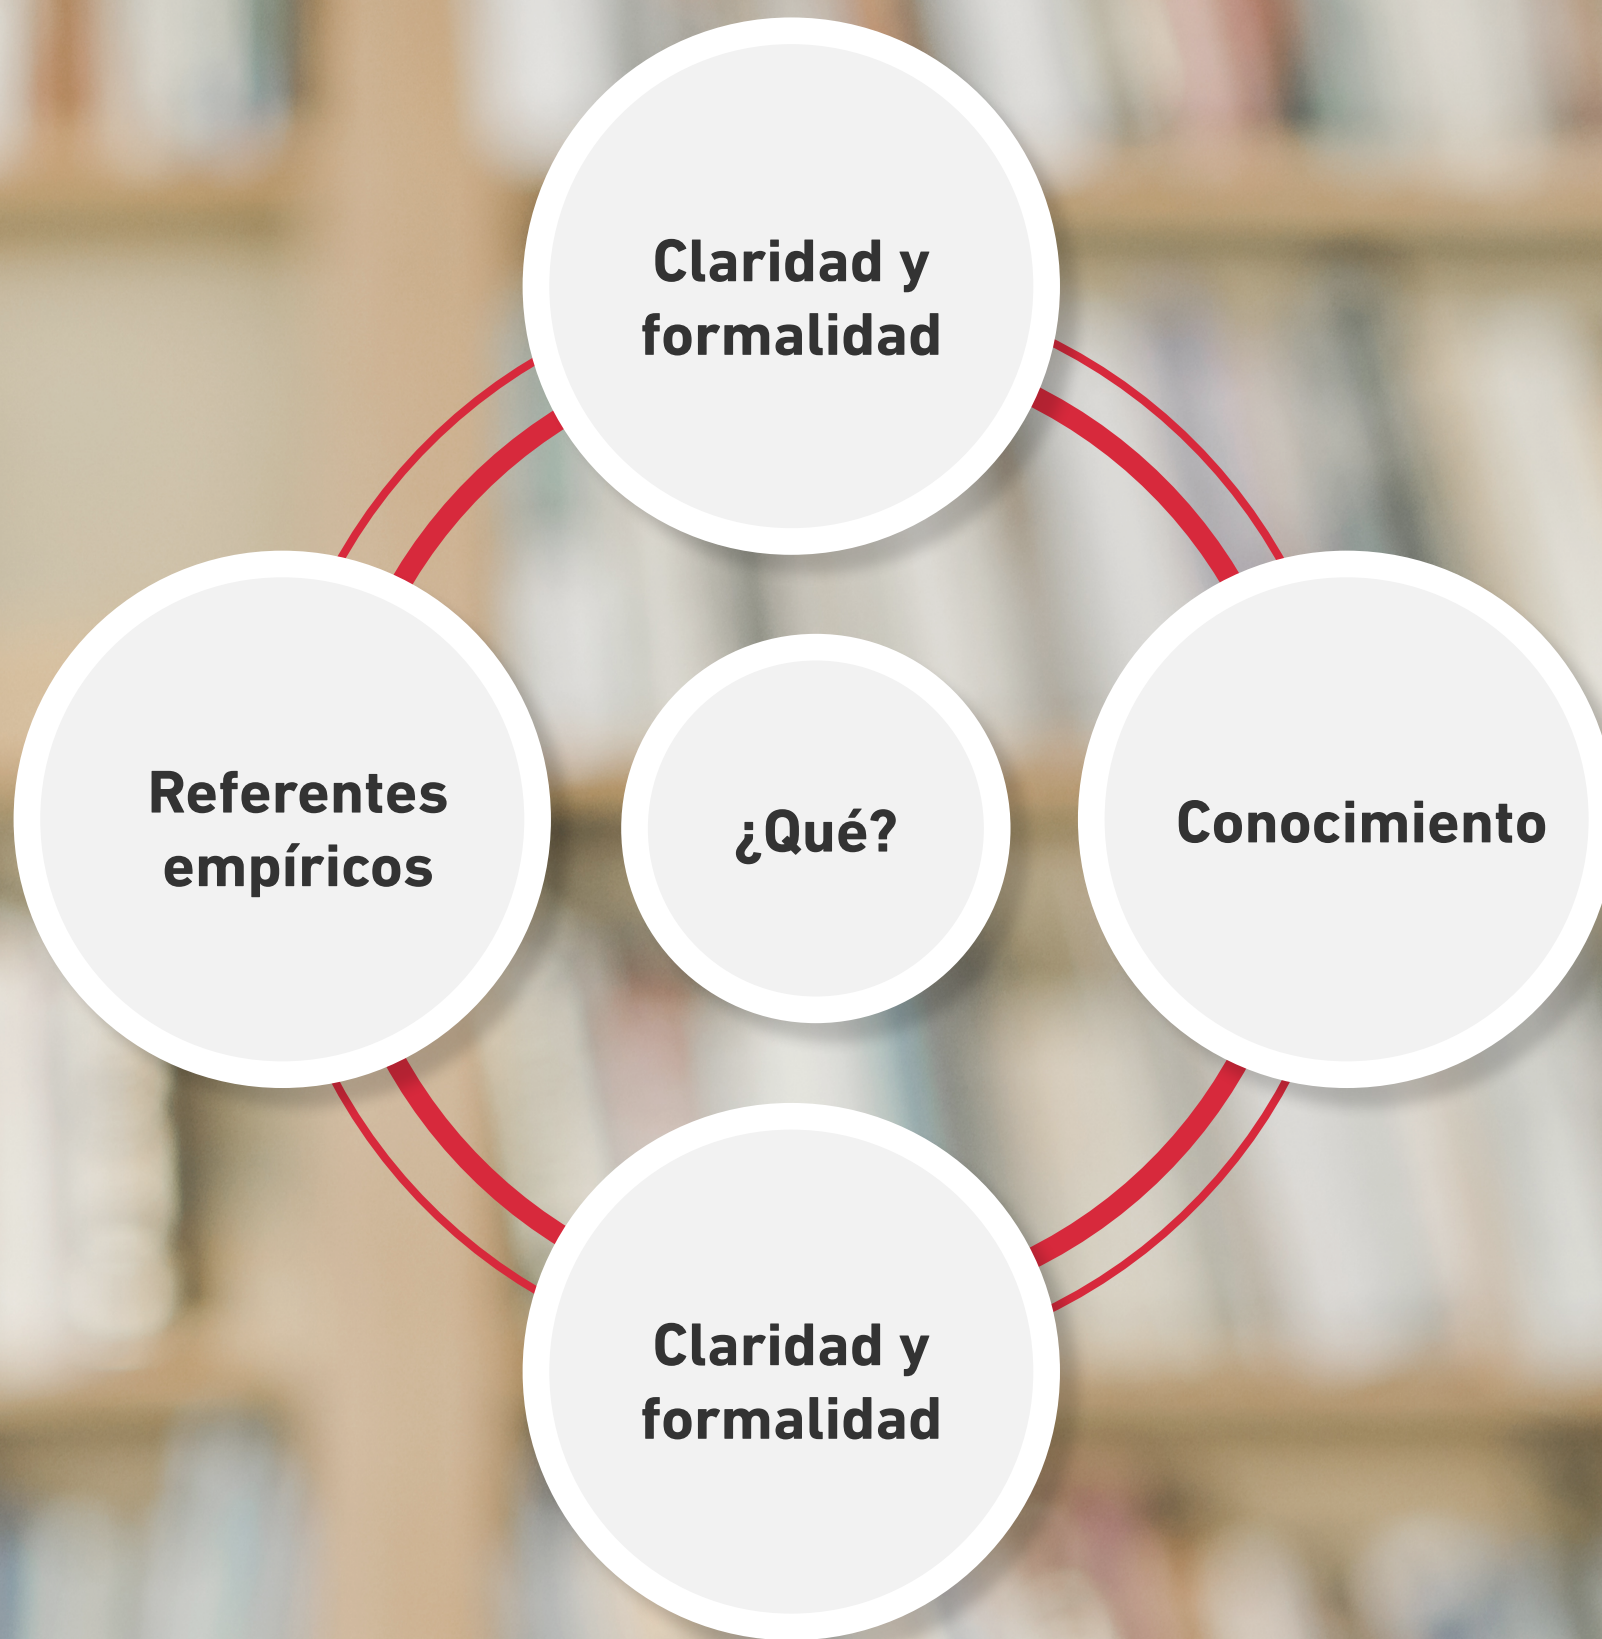 Claridad y
formalidad
Referentes
empíricos
¿Qué?
Conocimiento
Claridad y
formalidad